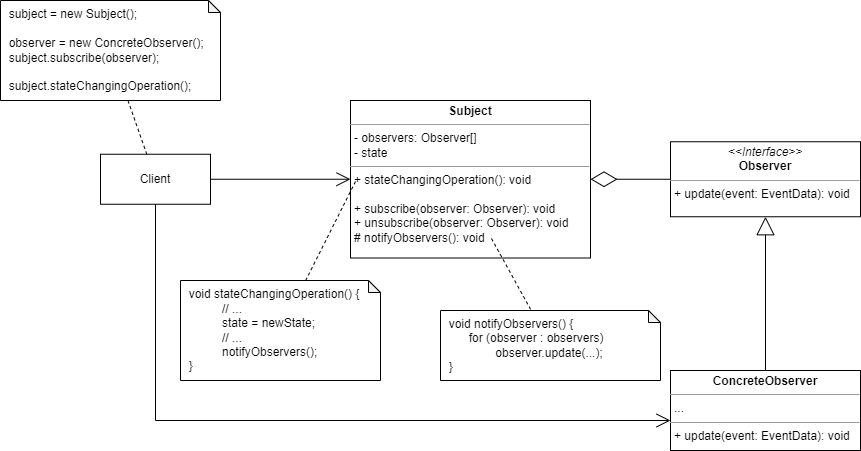 subject = new Subject();
observer = new ConcreteObserver();
subject.subscribe(observer);
subject.stateChangingOperation();
Client
Subject
- observers: Observer[]
- state
+ stateChangingOperation(): void
+ subscribe(observer: Observer): void
+ unsubscribe(observer: Observer): void
# notifyObservers(): void
<<Interface>>
Observer
+ update(event: EventData): void
void stateChangingOperation() {
// ...
state = newState;
// ...
notifyObservers();
}
void notifyObservers() {
for (observer : observers)
observer.update(...);
}
ConcreteObserver
...
+ update(event: EventData): void